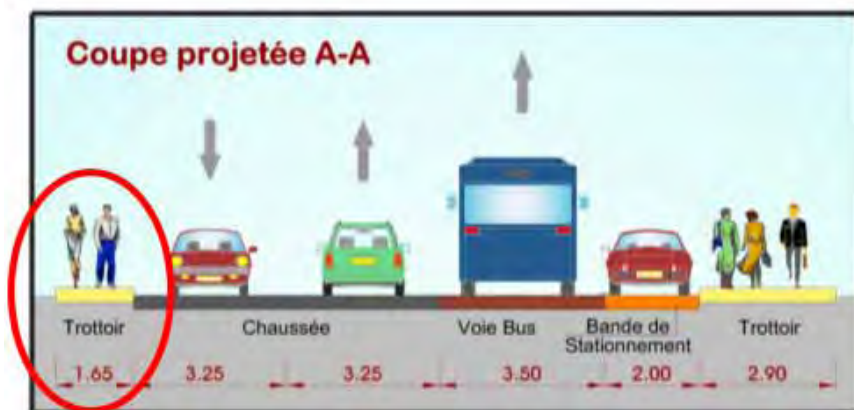 Coupe projetée A-A
Trottoir
Chaussée
Voie Bus
Bande de
Stationnement
Trottoir
1.65
3.25
3.25
3.50
2.00
2.90